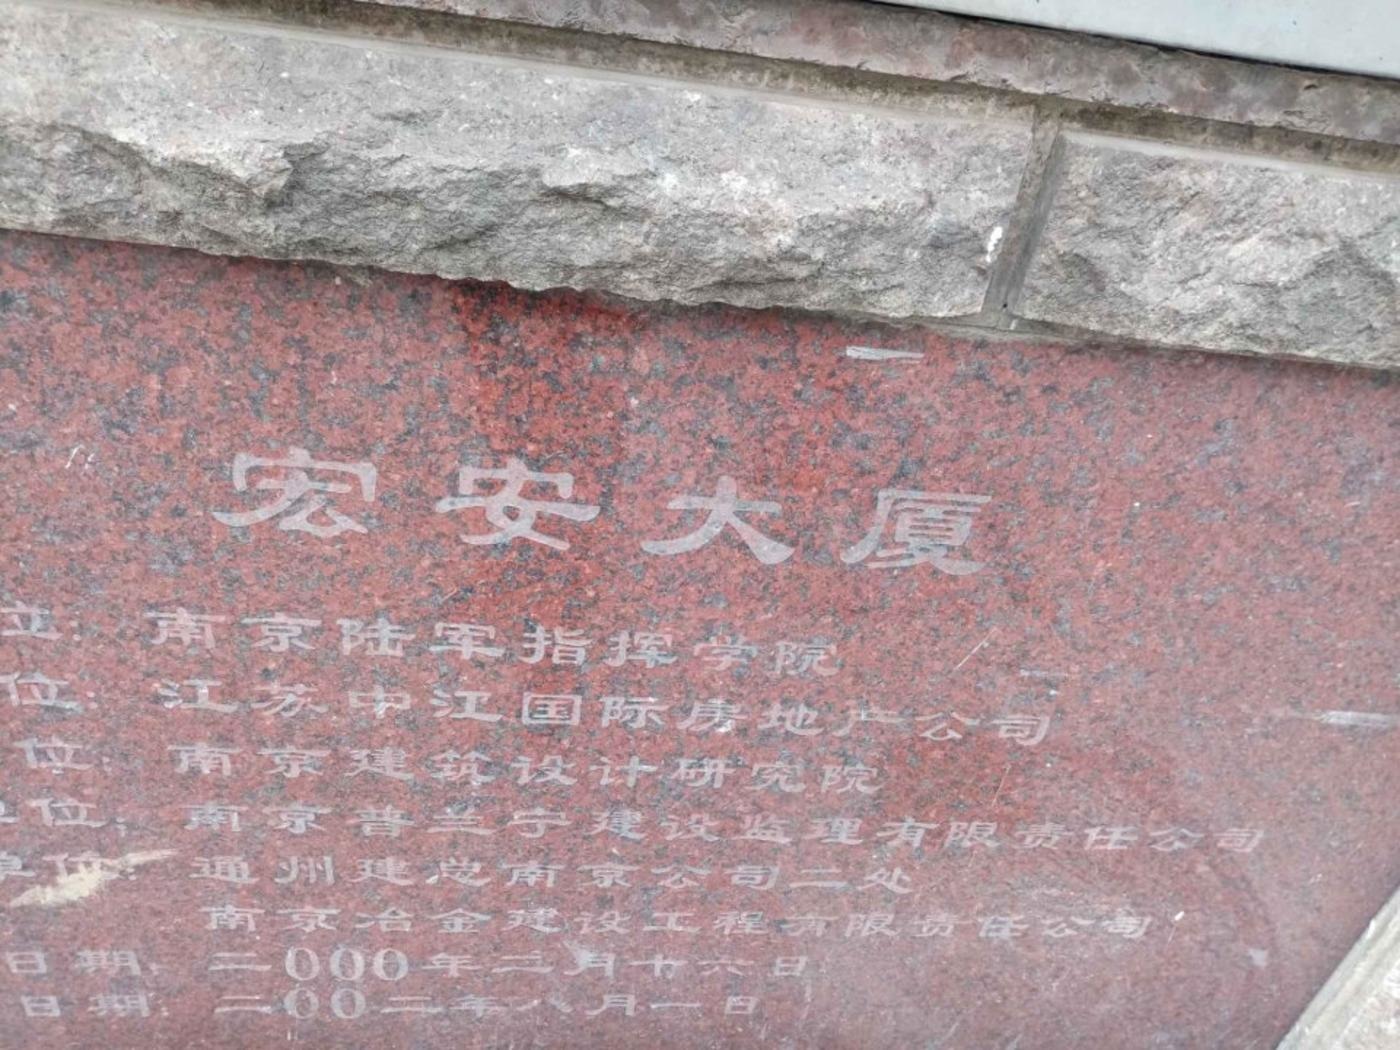 宏安大厦
立：南京陆军指挥学院
位：江苏中江国际房地产公司
位：南京建筑设计研究院
单位：南京普兰宁建设监理有限责任公司
单位：通州建总南京公司二处
南京冶金建设工程有限责任公司
日期：二000年二月廿六日
日期：二00二年八月一日